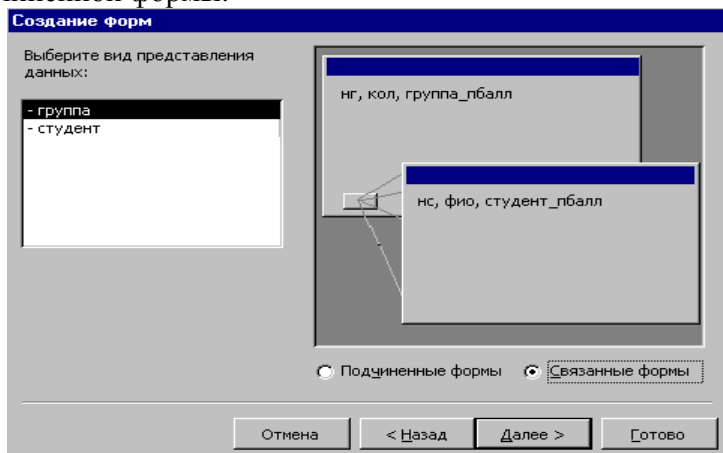 Создание форм
Выберите вид представления
данных:
- группа
- студент
нг, кол, группа_пбалл
нс, фио, студент_пбалл
Подчиненные формы
Связанные формы
Отмена
< Назад
Далее >
Готово